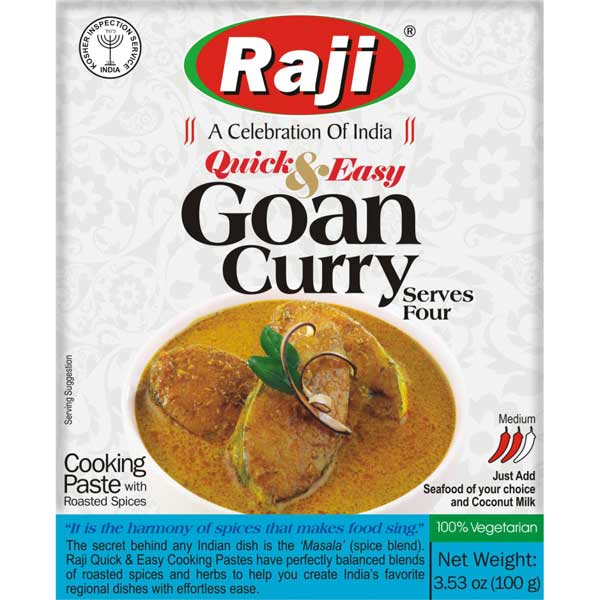 KOSHER INSPECTION SERVICE
INDIA
Raji®
A Celebration Of India
Quick & Easy
Goan
Curry
Serves
Four
Serving Suggestion
Medium
Cooking
Paste with
Roasted Spices
Just Add
Seafood of your choice
and Coconut Milk
"It is the harmony of spices that makes food sing."
The secret behind any Indian dish is the 'Masala' (spice blend).
Raji Quick & Easy Cooking Pastes have perfectly balanced blends
of roasted spices and herbs to help you create India's favorite
regional dishes with effortless ease.
100% Vegetarian
Net Weight:
3.53 oz (100 g)